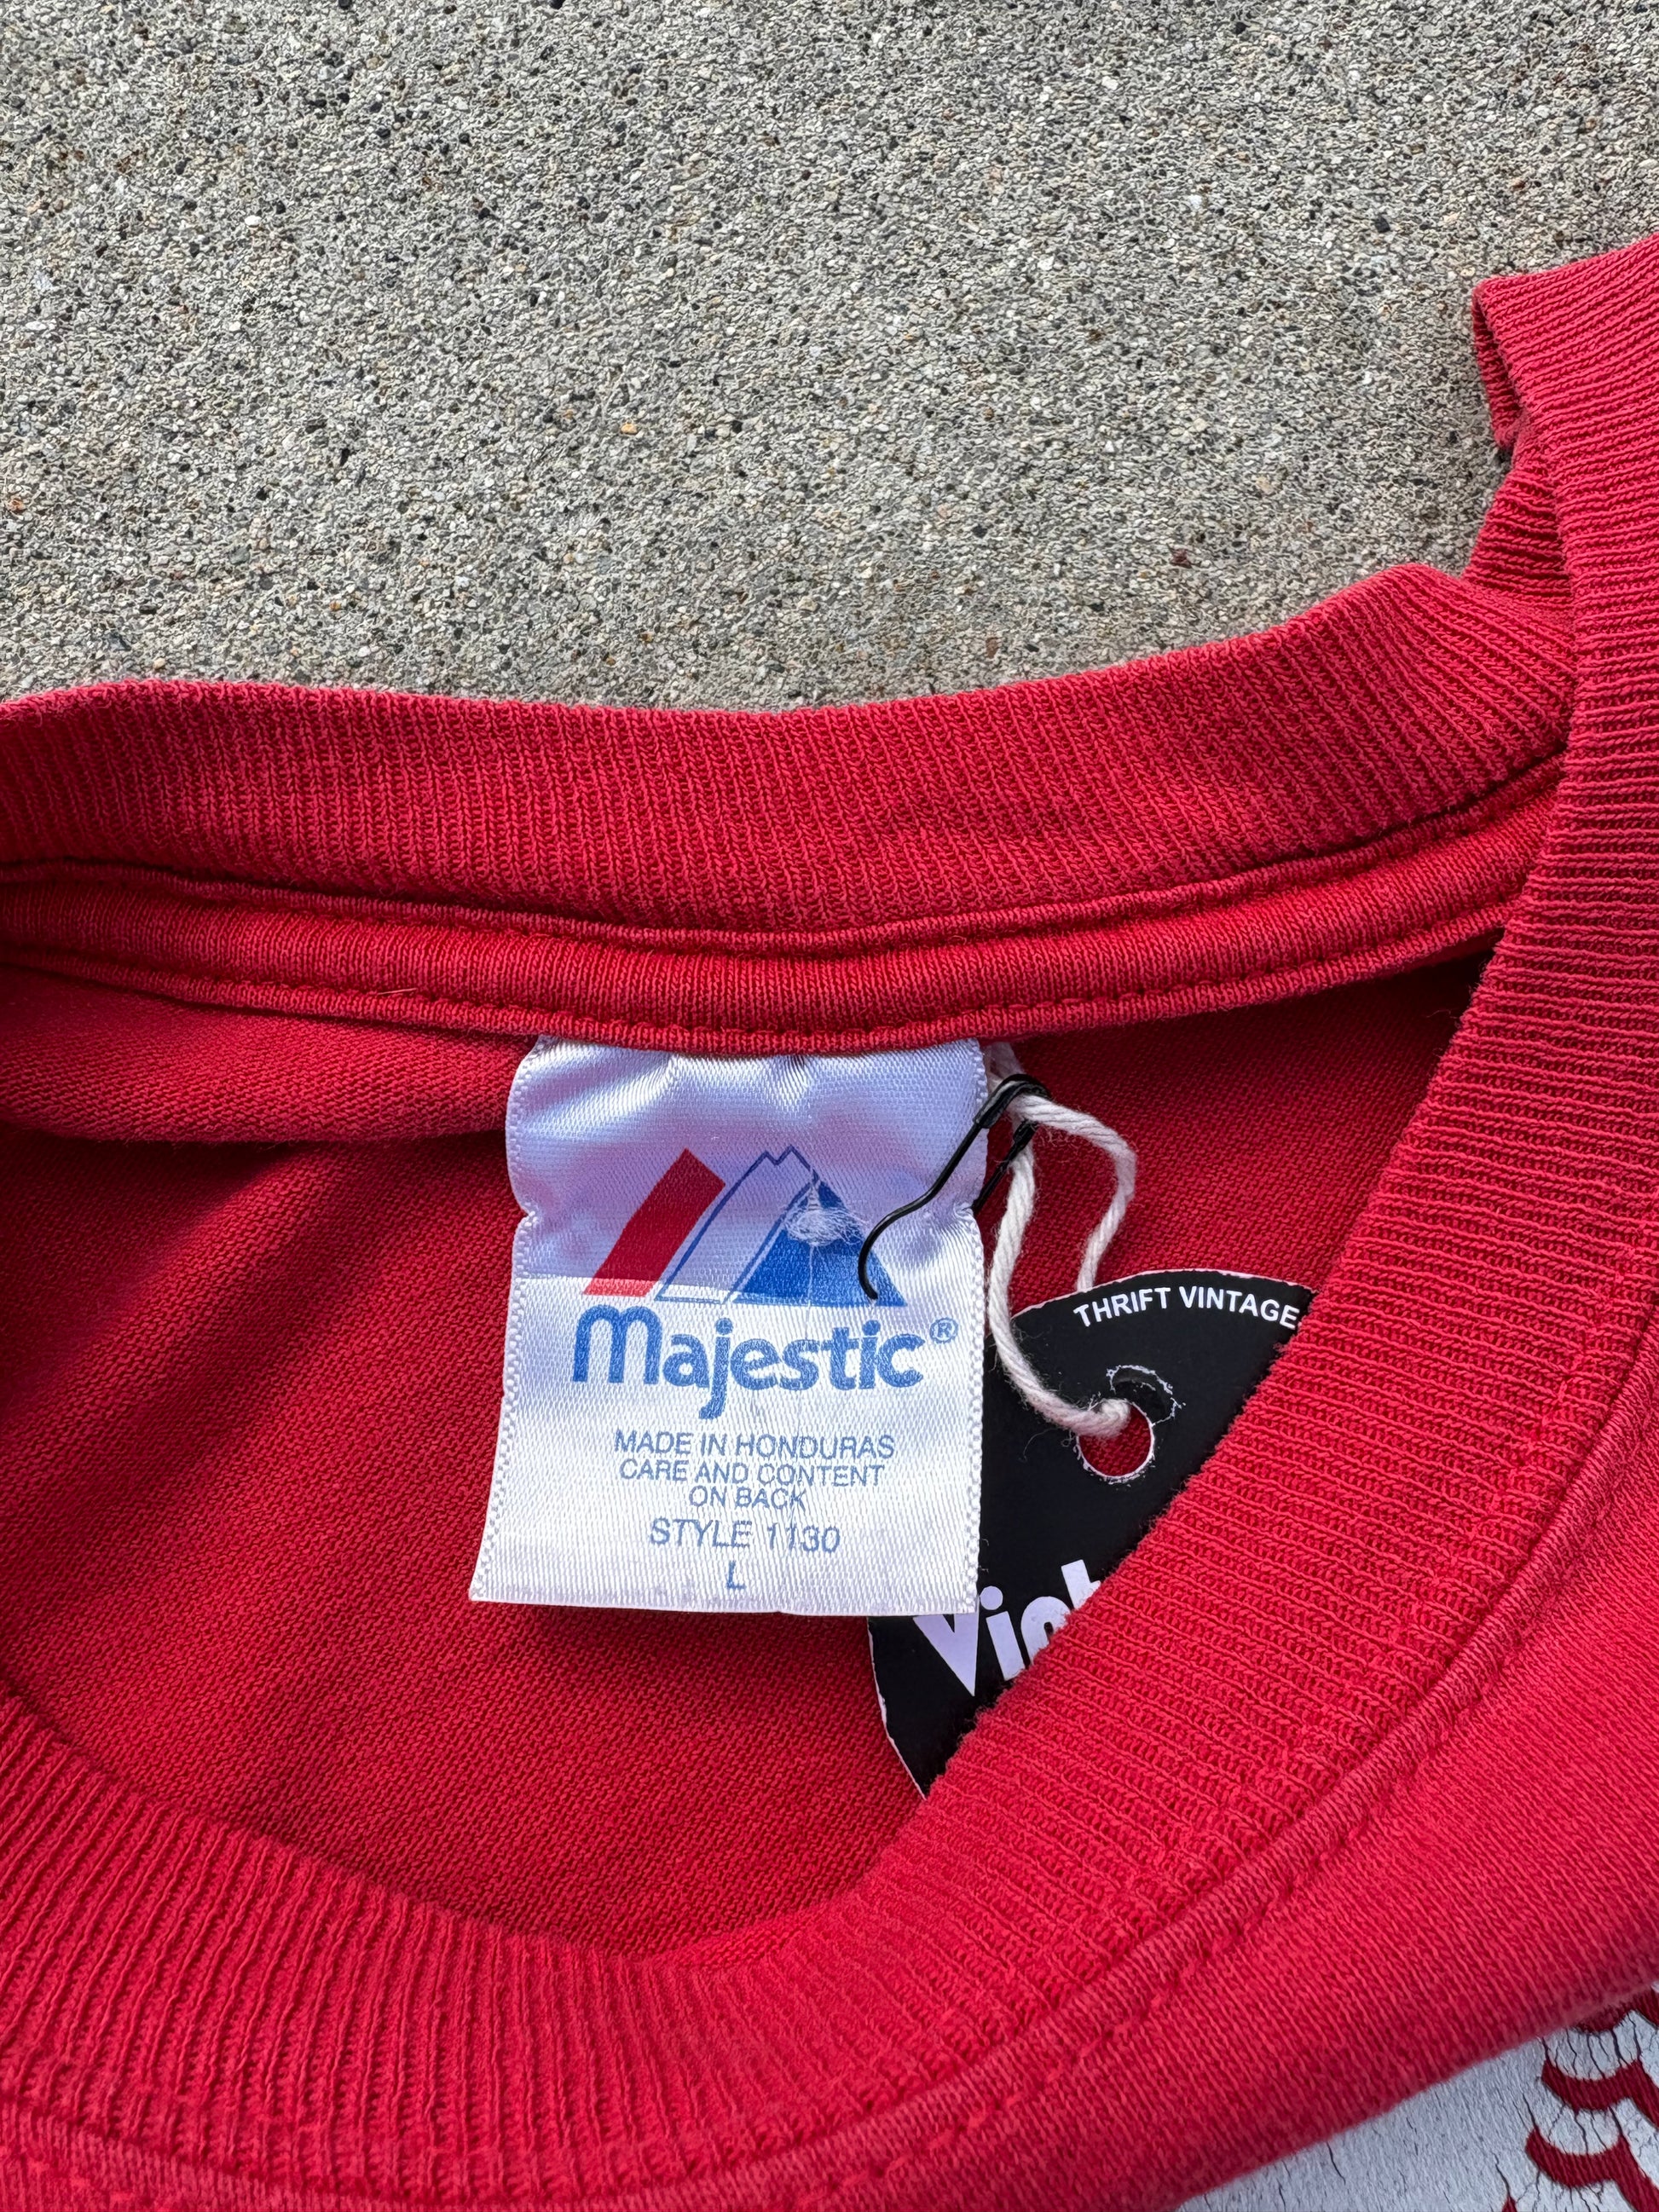 majestic®
MADE IN HONDURAS
CARE AND CONTENT
ON BACK
STYLE 1130
L
THRIFT VINTAGE